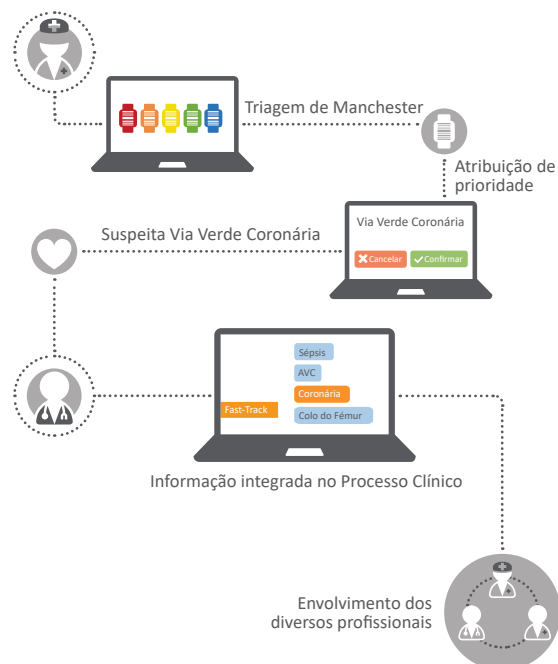 Triagem de Manchester
Atribuição de
prioridade
Via Verde Coronária
Cancelar
Confirmar
Suspeita Via Verde Coronária
Sépsis
AVC
Coronária
Fast-Track
Colo do Fémur
Informação integrada no Processo Clínico
Envolvimento dos
diversos profissionais